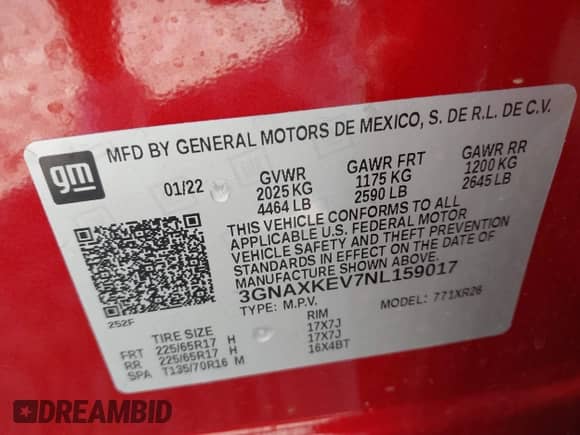 gm
MFD BY GENERAL MOTORS DE MEXICO, S. DE R.L. DE C.V.
01/22 GVWR GAWR FRT GAWR RR
2025 KG 1175 KG 1200 KG
4464 LB 2590 LB 2645 LB
THIS VEHICLE CONFORMS TO ALL
APPLICABLE U.S. FEDERAL MOTOR
VEHICLE SAFETY AND THEFT PREVENTION
STANDARDS IN EFFECT ON THE DATE OF
MANUFACTURE SHOWN ABOVE.
3GNAXKEV7NL159017
TYPE: M.P.V. MODEL: 771XR26
252F
TIRE SIZE RIM
FRT 225/65R17 H 17X7J
RR 225/65R17 H 17X7J
SPA T135/70R16 M 16X4BT
DREAMBID